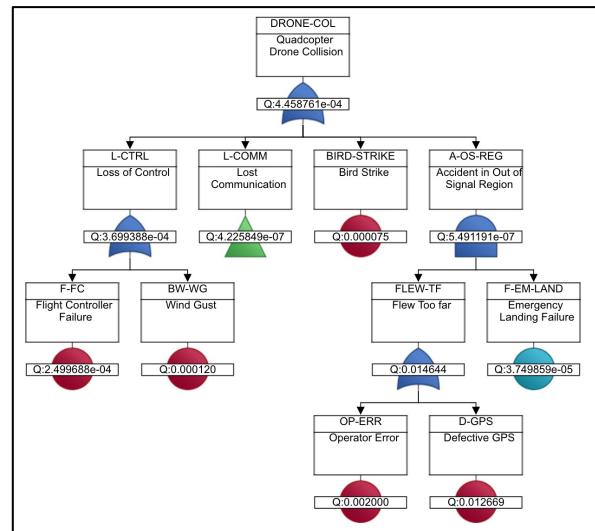 DRONE-COL
Quadcopter
Drone Collision
Q:4.458761e-04
L-CTRL
Loss of Control
Q:3.699388e-04
L-COMM
Lost
Communication
Q:4.225849e-07
BIRD-STRIKE
Bird Strike
Q:0.000075
A-OS-REG
Accident in Out of
Signal Region
Q:5.491191e-07
F-FC
Flight Controller
Failure
Q:2.499688e-04
BW-WG
Wind Gust
Q:0.000120
FLEW-TF
Flew Too far
Q:0.014644
F-EM-LAND
Emergency
Landing Failure
Q:3.749859e-05
OP-ERR
Operator Error
Q:0.002000
D-GPS
Defective GPS
Q:0.012669